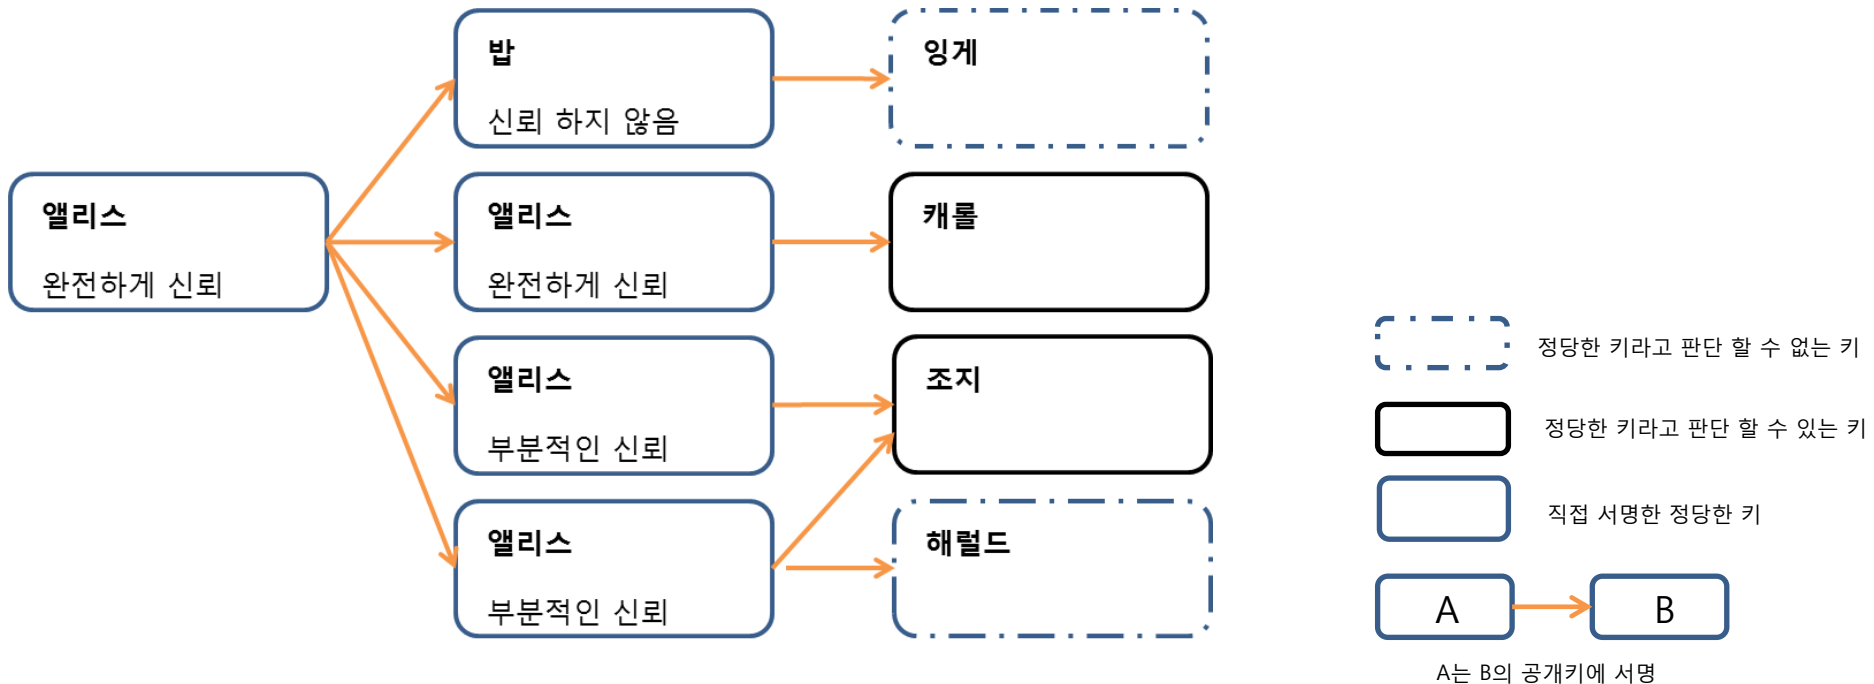 밥
신뢰 하지 않음
잉게
앨리스
완전하게 신뢰
앨리스
완전하게 신뢰
캐롤
앨리스
부분적인 신뢰
조지
앨리스
부분적인 신뢰
해럴드
정당한 키라고 판단 할 수 없는 키
정당한 키라고 판단 할 수 있는 키
직접 서명한 정당한 키
A
B
A는 B의 공개키에 서명